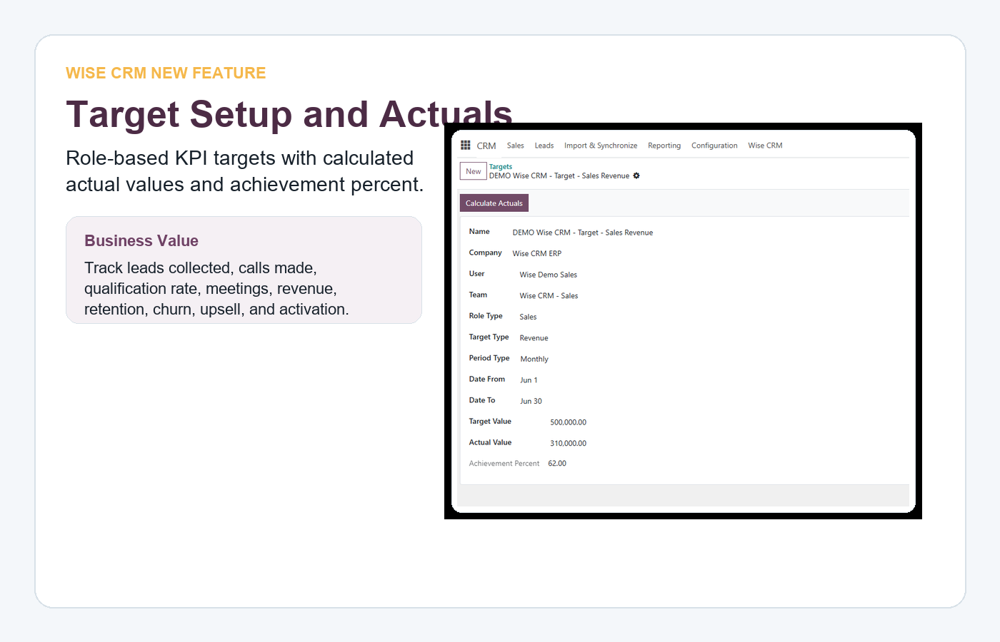 WISE CRM NEW FEATURE
Target Setup and Actuals
Role-based KPI targets with calculated
actual values and achievement percent.
Business Value
Track leads collected, calls made,
qualification rate, meetings, revenue,
retention, churn, upsell, and activation.
CRM Sales Leads Import & Synchronize Reporting Configuration Wise CRM
New
Targets
DEMO Wise CRM - Target - Sales Revenue
Calculate Actuals
Name DEMO Wise CRM - Target - Sales Revenue
Company Wise CRM ERP
User Wise Demo Sales
Team Wise CRM - Sales
Role Type Sales
Target Type Revenue
Period Type Monthly
Date From Jun 1
Date To Jun 30
Target Value 500,000.00
Actual Value 310,000.00
Achievement Percent 62.00